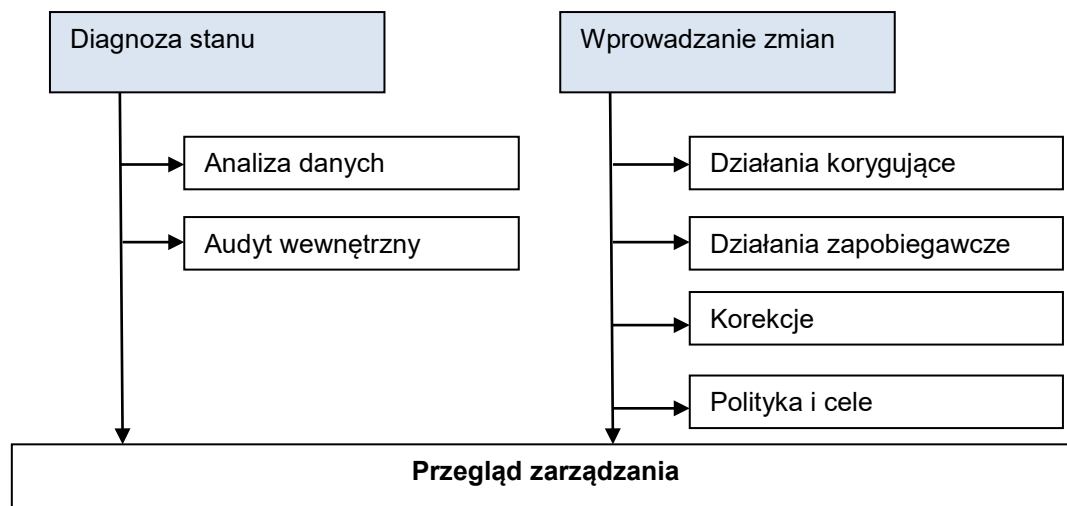 Diagnoza stanu
Wprowadzanie zmian
Analiza danych
Działania korygujące
Audyt wewnętrzny
Działania zapobiegawcze
Korekcje
Polityka i cele
Przegląd zarządzania